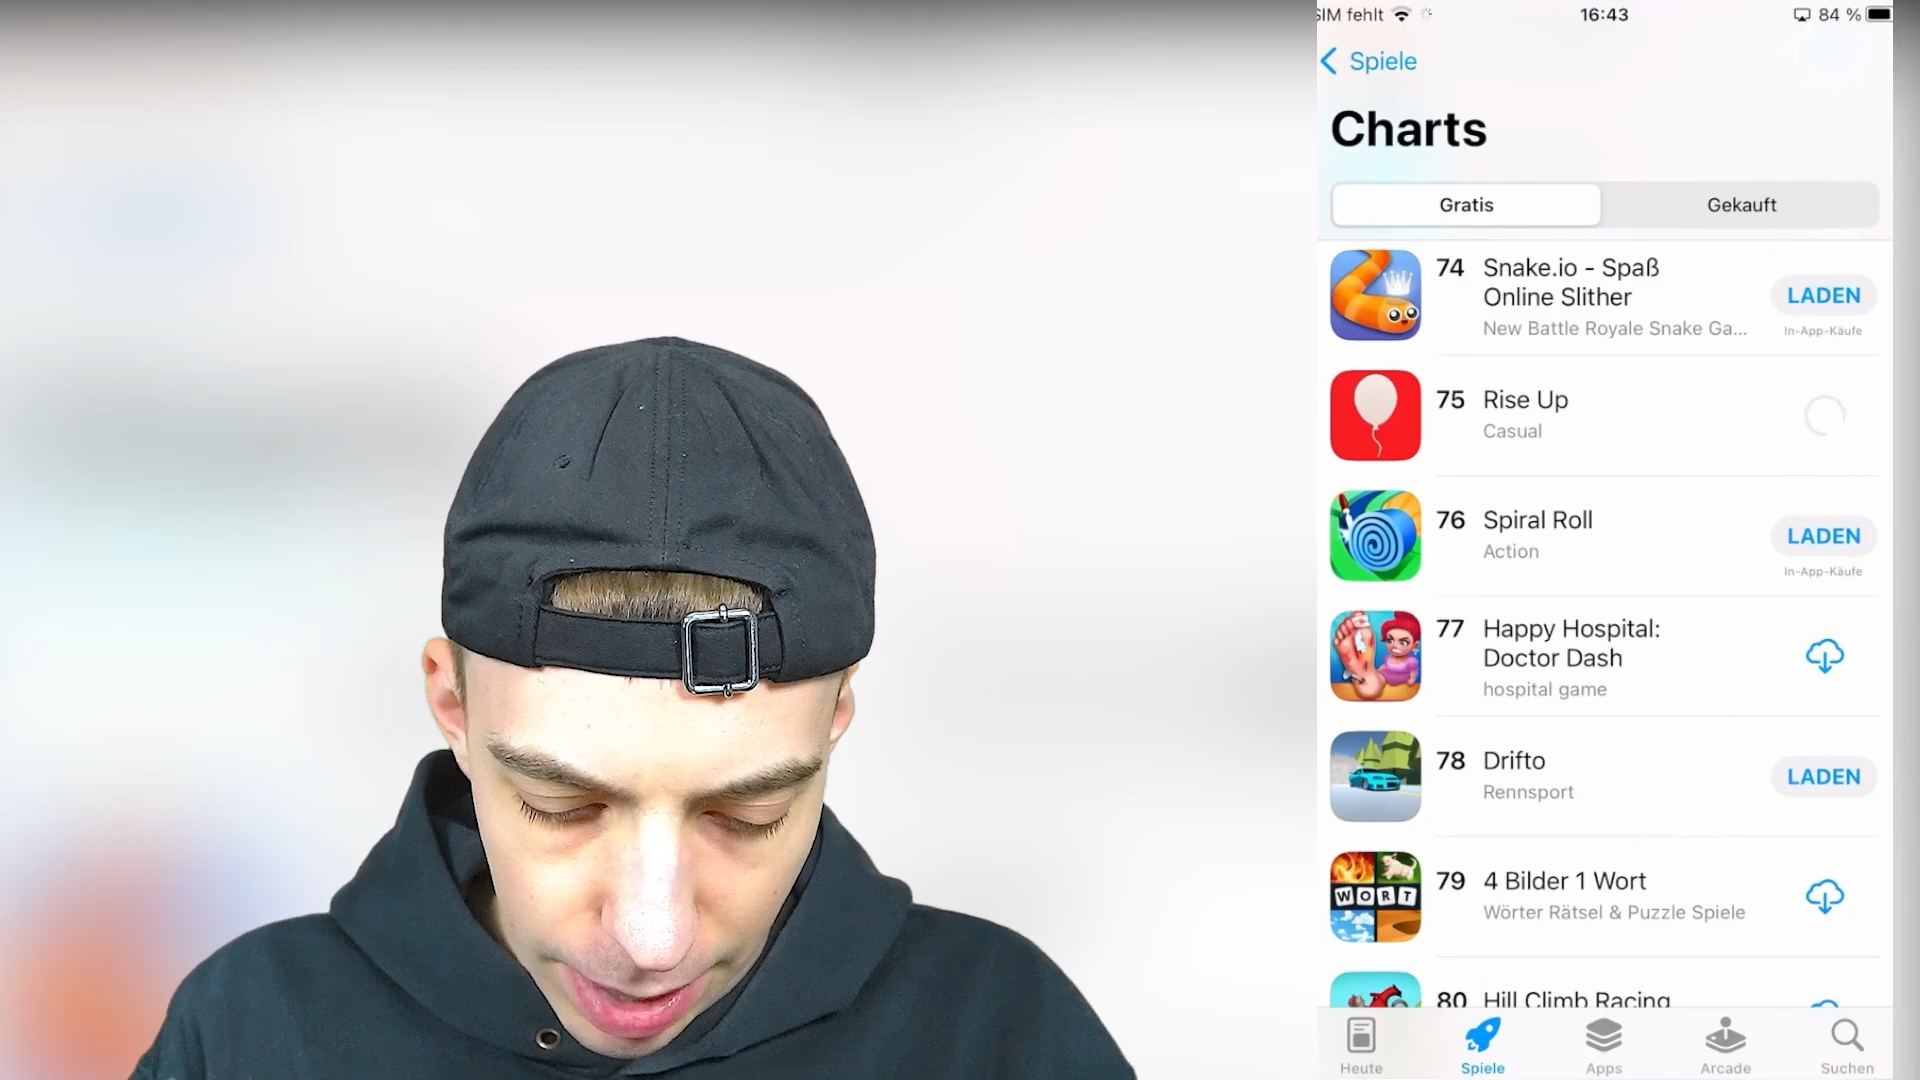 SIM fehlt
16:43
84 %
Spiele
Charts
Gratis
Gekauft
74
Snake.io - Spaß
Online Slither
New Battle Royale Snake Ga...
LADEN
In-App-Käufe
75
Rise Up
Casual
76
Spiral Roll
Action
LADEN
In-App-Käufe
77
Happy Hospital:
Doctor Dash
hospital game
78
Drifto
Rennsport
LADEN
WORT
79
4 Bilder 1 Wort
Wörter Rätsel & Puzzle Spiele
80
Hill Climb Racing
Heute
Spiele
Apps
Arcade
Suchen